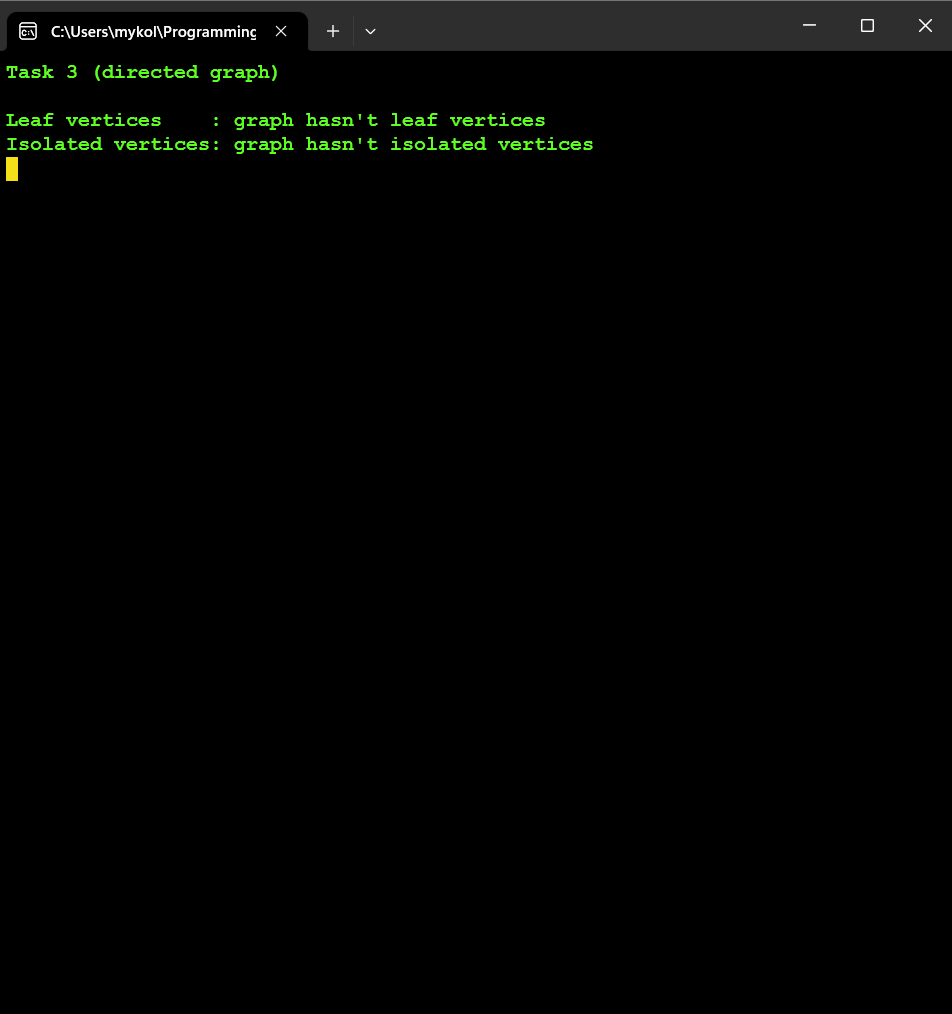 C:\Users\mykol\Programming
Task 3 (directed graph)
Leaf vertices    : graph hasn't leaf vertices
Isolated vertices: graph hasn't isolated vertices